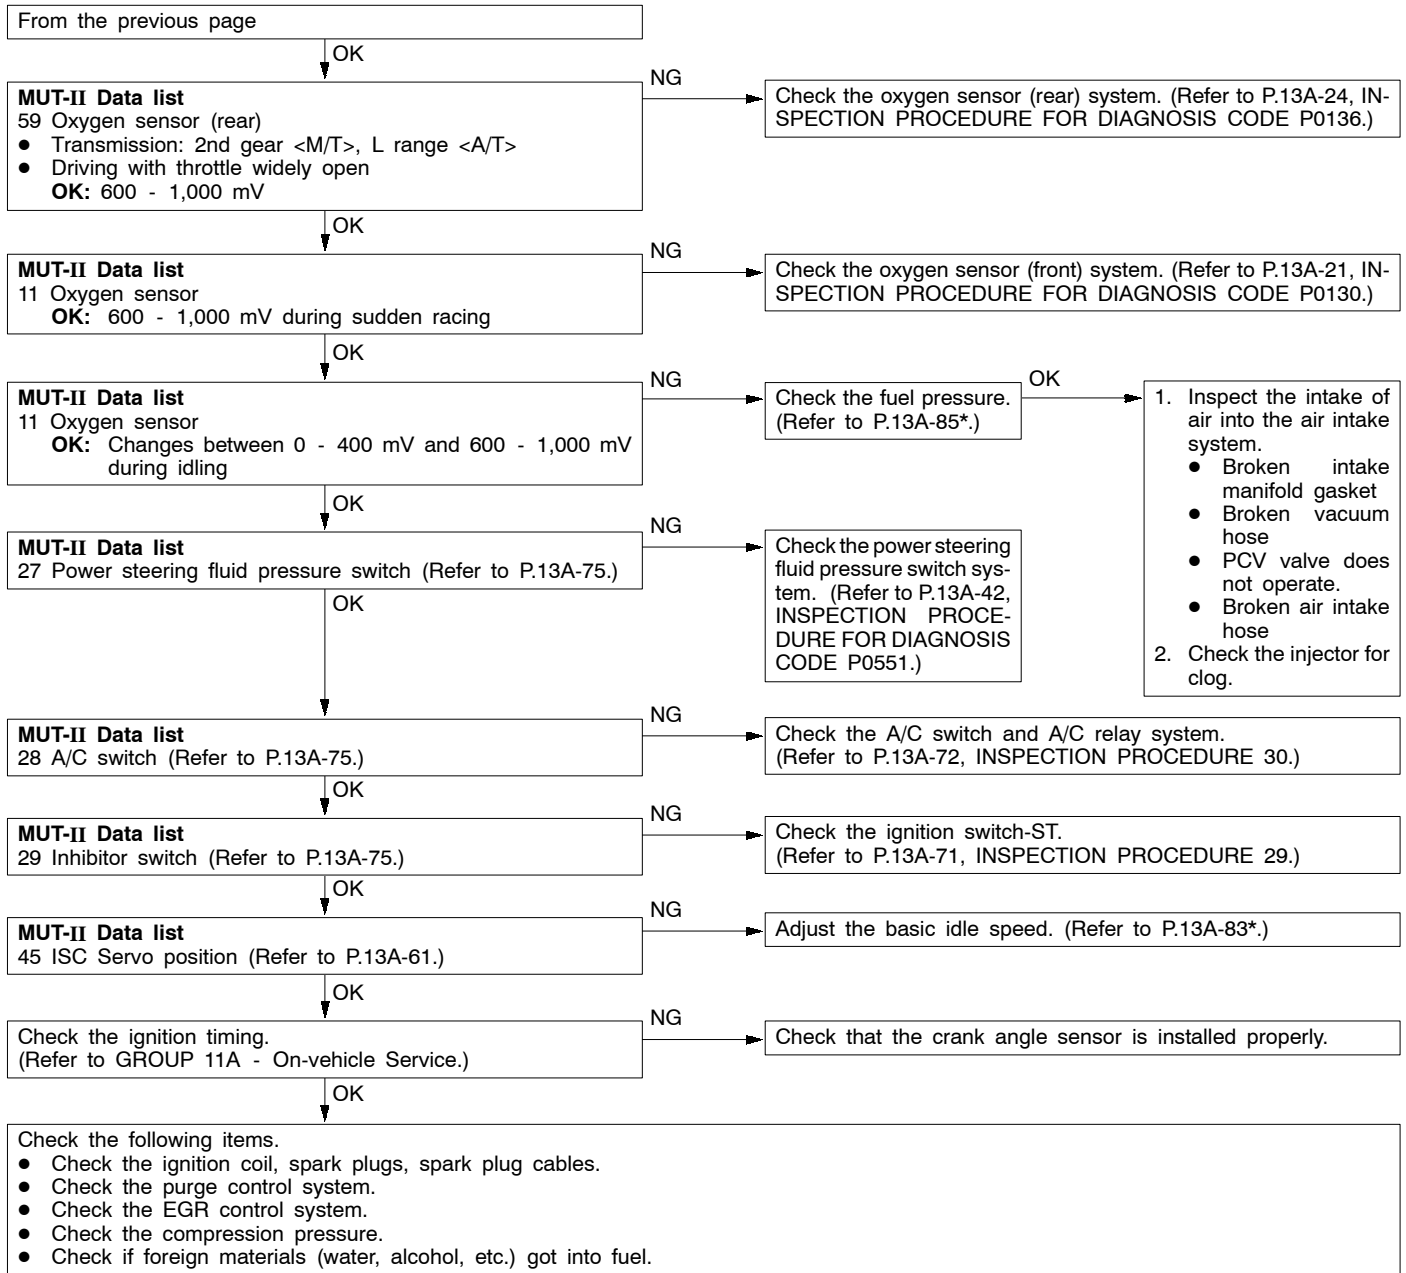 From the previous page
OK
MUT-II Data list
59 Oxygen sensor (rear)
● Transmission: 2nd gear <M/T>, L range <A/T>
● Driving with throttle widely open
OK: 600 - 1,000 mV
NG
Check the oxygen sensor (rear) system. (Refer to P.13A-24, IN-
SPECTION PROCEDURE FOR DIAGNOSIS CODE P0136.)
OK
MUT-II Data list
11 Oxygen sensor
OK: 600 - 1,000 mV during sudden racing
NG
Check the oxygen sensor (front) system. (Refer to P.13A-21, IN-
SPECTION PROCEDURE FOR DIAGNOSIS CODE P0130.)
OK
MUT-II Data list
11 Oxygen sensor
OK: Changes between 0 - 400 mV and 600 - 1,000 mV
during idling
NG
Check the fuel pressure.
(Refer to P.13A-85*.)
OK
1. Inspect the intake of
air into the air intake
system.
● Broken intake
manifold gasket
● Broken vacuum
hose
● PCV valve does
not operate.
● Broken air intake
hose
2. Check the injector for
clog.
OK
MUT-II Data list
27 Power steering fluid pressure switch (Refer to P.13A-75.)
NG
Check the power steering
fluid pressure switch sys-
tem. (Refer to P.13A-42,
INSPECTION PROCE-
DURE FOR DIAGNOSIS
CODE P0551.)
OK
MUT-II Data list
28 A/C switch (Refer to P.13A-75.)
NG
Check the A/C switch and A/C relay system.
(Refer to P.13A-72, INSPECTION PROCEDURE 30.)
OK
MUT-II Data list
29 Inhibitor switch (Refer to P.13A-75.)
NG
Check the ignition switch-ST.
(Refer to P.13A-71, INSPECTION PROCEDURE 29.)
OK
MUT-II Data list
45 ISC Servo position (Refer to P.13A-61.)
NG
Adjust the basic idle speed. (Refer to P.13A-83*.)
OK
Check the ignition timing.
(Refer to GROUP 11A - On-vehicle Service.)
NG
Check that the crank angle sensor is installed properly.
OK
Check the following items.
● Check the ignition coil, spark plugs, spark plug cables.
● Check the purge control system.
● Check the EGR control system.
● Check the compression pressure.
● Check if foreign materials (water, alcohol, etc.) got into fuel.